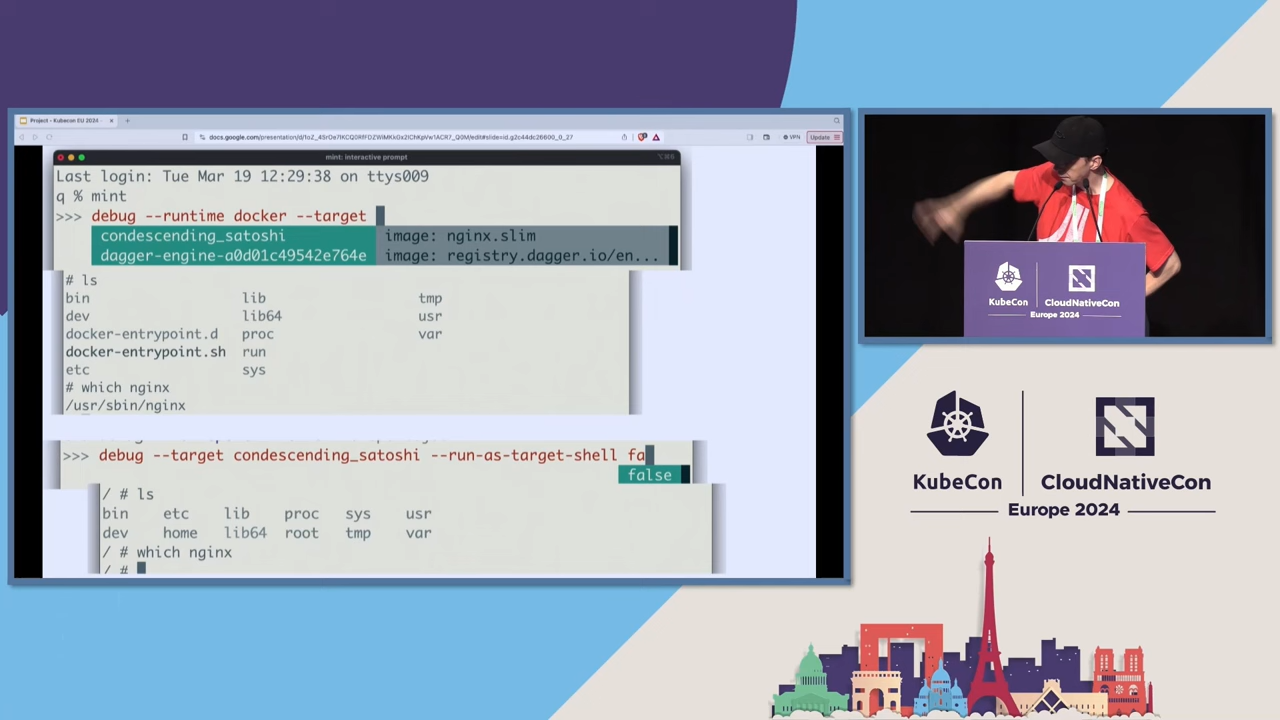 Project - Kubecon EU 2024 -
VPN
Update
mint: interactive prompt
Last login: Tue Mar 19 12:29:38 on ttys009
q % mint
>>> debug --runtime docker --target
condescending_satoshi image: nginx.slim
dagger-engine-a0d01c49542e764e image: registry.dagger.io/en...
# ls
bin lib tmp
dev lib64 usr
docker-entrypoint.d proc var
docker-entrypoint.sh run
etc sys
# which nginx
/usr/sbin/nginx
>>> debug --target condescending_satoshi --run-as-target-shell fa
false
/ # ls
bin etc lib proc sys usr
dev home lib64 root tmp var
/ # which nginx
/ #
KubeCon CloudNativeCon
Europe 2024
KubeCon CloudNativeCon
Europe 2024